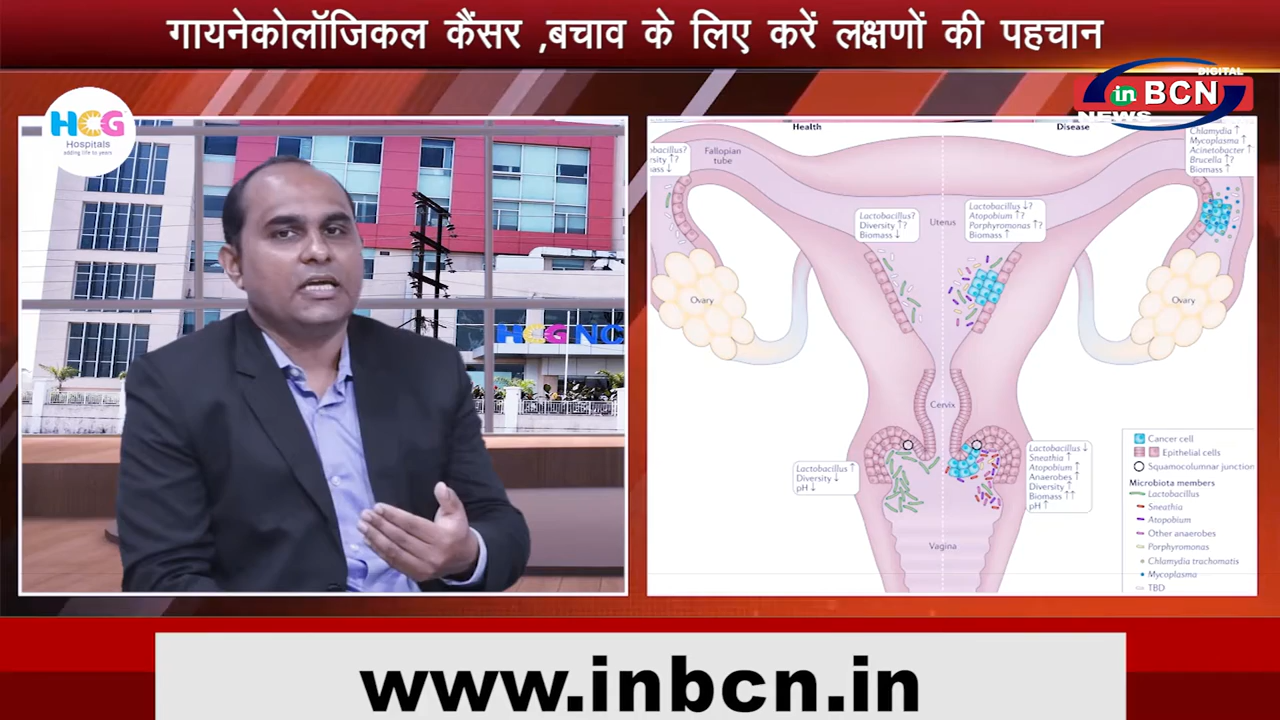 गायनेकोलॉजिकल कैंसर ,बचाव के लिए करें लक्षणों की पहचान
DIGITAL
in BCN
NEWS
HCG
Hospitals
adding life to years
HCG NC
Health
Disease
obacillus?
rsity ↑?
ass ↓
Fallopian
tube
Lactobacillus?
Diversity ↑?
Biomass ↓
Uterus
Lactobacillus ↓?
Atopobium ↑?
Porphyromonas ↑?
Biomass ↑
Chlamydia ↑
Mycoplasma ↑
Acinetobacter ↑
Brucella ↑?
Biomass ↑
Ovary
Ovary
Cervix
Lactobacillus ↑
Diversity ↓
pH ↓
Lactobacillus ↓
Sneathia ↑
Atopobium ↑
Anaerobes ↑
Diversity ↑
Biomass ↑↑
pH ↑
Vagina
Cancer cell
Epithelial cells
Squamocolumnar junction
Microbiota members
Lactobacillus
Sneathia
Atopobium
Other anaerobes
Porphyromonas
Chlamydia trachomatis
Mycoplasma
TBD
www.inbcn.in